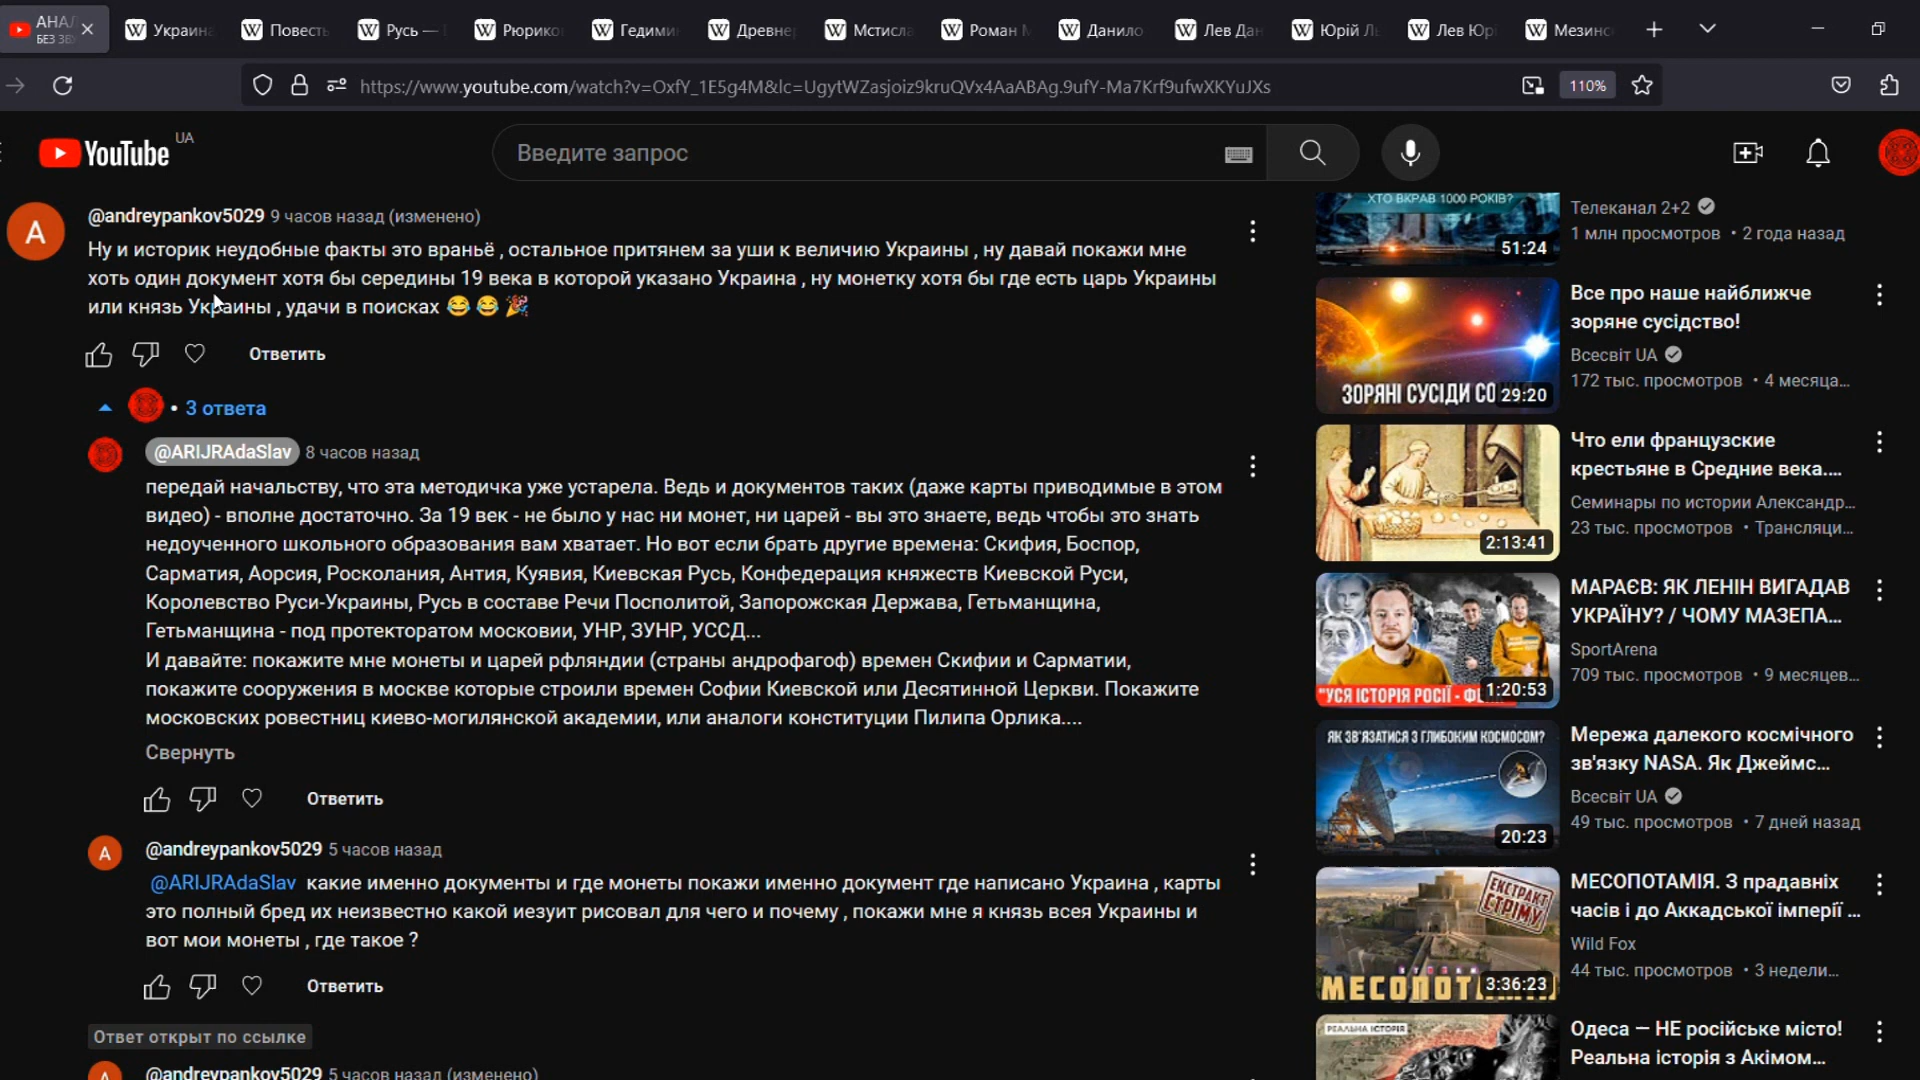 АНАЛ
БЕЗ ЗВ
Украина
Повесть
Русь —
Рюрико
Гедими
Древне
Мстисла
Роман М
Данило
Лев Дан
Юрій Ль
Лев Юрі
Мезинс
https://www.youtube.com/watch?v=OxfY_1E5g4M&lc=UgytWZasjoiz9kruQVx4AaABAg.9ufY-Ma7Krf9ufwXKYuJXs
110%
YouTube UA
Введите запрос
@andreypankov5029 9 часов назад (изменено)
Ну и историк неудобные факты это враньё , остальное притянем за уши к величию Украины , ну давай покажи мне
хоть один документ хотя бы середины 19 века в которой указано Украина , ну монетку хотя бы где есть царь Украины
или князь Украины , удачи в поисках 😂 😂 🎉
Ответить
• 3 ответа
@ARIJRAdaSlav 8 часов назад
передай начальству, что эта методичка уже устарела. Ведь и документов таких (даже карты приводимые в этом
видео) - вполне достаточно. За 19 век - не было у нас ни монет, ни царей - вы это знаете, ведь чтобы это знать
недоученного школьного образования вам хватает. Но вот если брать другие времена: Скифия, Боспор,
Сарматия, Аорсия, Росколания, Антия, Куявия, Киевская Русь, Конфедерация княжеств Киевской Руси,
Королевство Руси-Украины, Русь в составе Речи Посполитой, Запорожская Держава, Гетьманщина,
Гетьманщина - под протекторатом московии, УНР, ЗУНР, УССД...
И давайте: покажите мне монеты и царей рфляндии (страны андрофагоф) времен Скифии и Сарматии,
покажите сооружения в москве которые строили времен Софии Киевской или Десятинной Церкви. Покажите
московских ровестниц киево-могилянской академии, или аналоги конституции Пилипа Орлика....
Свернуть
Ответить
@andreypankov5029 5 часов назад
@ARIJRAdaSlav какие именно документы и где монеты покажи именно документ где написано Украина , карты
это полный бред их неизвестно какой иезуит рисовал для чего и почему , покажи мне я князь всея Украины и
вот мои монеты , где такое ?
Ответить
Ответ открыт по ссылке
@andreypankov5029 5 часов назад (изменено)
ХТО ВКРАВ 1000 РОКІВ?
51:24
Телеканал 2+2
1 млн просмотров • 2 года назад
ЗОРЯНІ СУСІДИ СО
29:20
Все про наше найближче
зоряне сусідство!
Всесвіт UA
172 тыс. просмотров • 4 месяца...
2:13:41
Что ели французские
крестьяне в Средние века....
Семинары по истории Александр...
23 тыс. просмотров • Трансляци...
"УСЯ ІСТОРІЯ РОСІЇ - Ф
1:20:53
МАРАЄВ: ЯК ЛЕНІН ВИГАДАВ
УКРАЇНУ? / ЧОМУ МАЗЕПА...
SportArena
709 тыс. просмотров • 9 месяцев...
ЯК ЗВ'ЯЗАТИСЯ З ГЛИБОКИМ КОСМОСОМ?
20:23
Мережа далекого космічного
зв'язку NASA. Як Джеймс...
Всесвіт UA
49 тыс. просмотров • 7 дней назад
ЕКСТРАКТ
СТРІМУ
МЕСОПОТ
3:36:23
МЕСОПОТАМІЯ. З прадавніх
часів і до Аккадської імперії ...
Wild Fox
44 тыс. просмотров • 3 недели...
РЕАЛЬНА ІСТОРІЯ
Одеса — НЕ російське місто!
Реальна історія з Акімом...